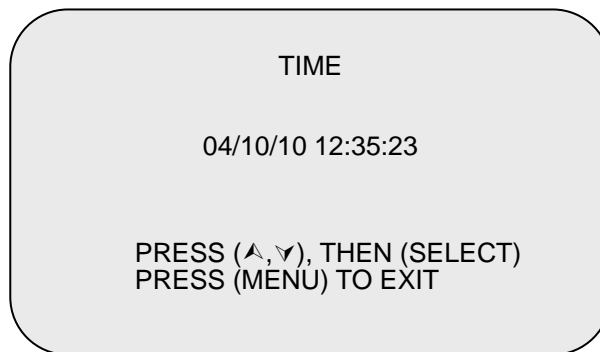 TIME
04/10/10 12:35:23
PRESS (⮝,⮟), THEN (SELECT)
PRESS (MENU) TO EXIT